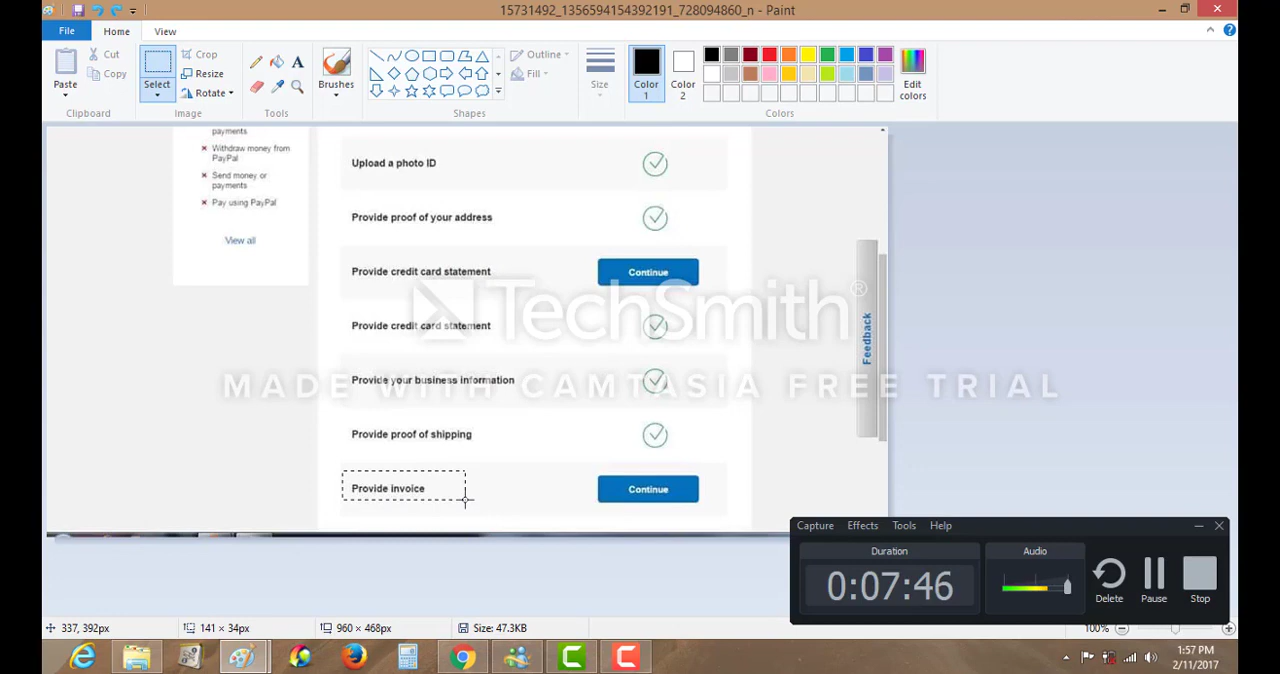 15731492_1356594154392191_728094860_n - Paint
File
Home
View
Paste
Cut
Copy
Clipboard
Select
Crop
Resize
Rotate
Image
A
Tools
Brushes
Outline
Fill
Shapes
Size
Color
1
Color
2
Edit
colors
Colors
payments
Withdraw money from
PayPal
Send money or
payments
Pay using PayPal
View all
Upload a photo ID
Provide proof of your address
Provide credit card statement
Continue
Provide credit card statement
Provide your business information
Provide proof of shipping
Provide invoice
Continue
Feedback
TechSmith®
MADE WITH CAMTASIA FREE TRIAL
Capture
Effects
Tools
Help
Duration
0:07:46
Audio
Delete
Pause
Stop
337, 392px
141 × 34px
960 × 468px
Size: 47.3KB
100%
1:57 PM
2/11/2017